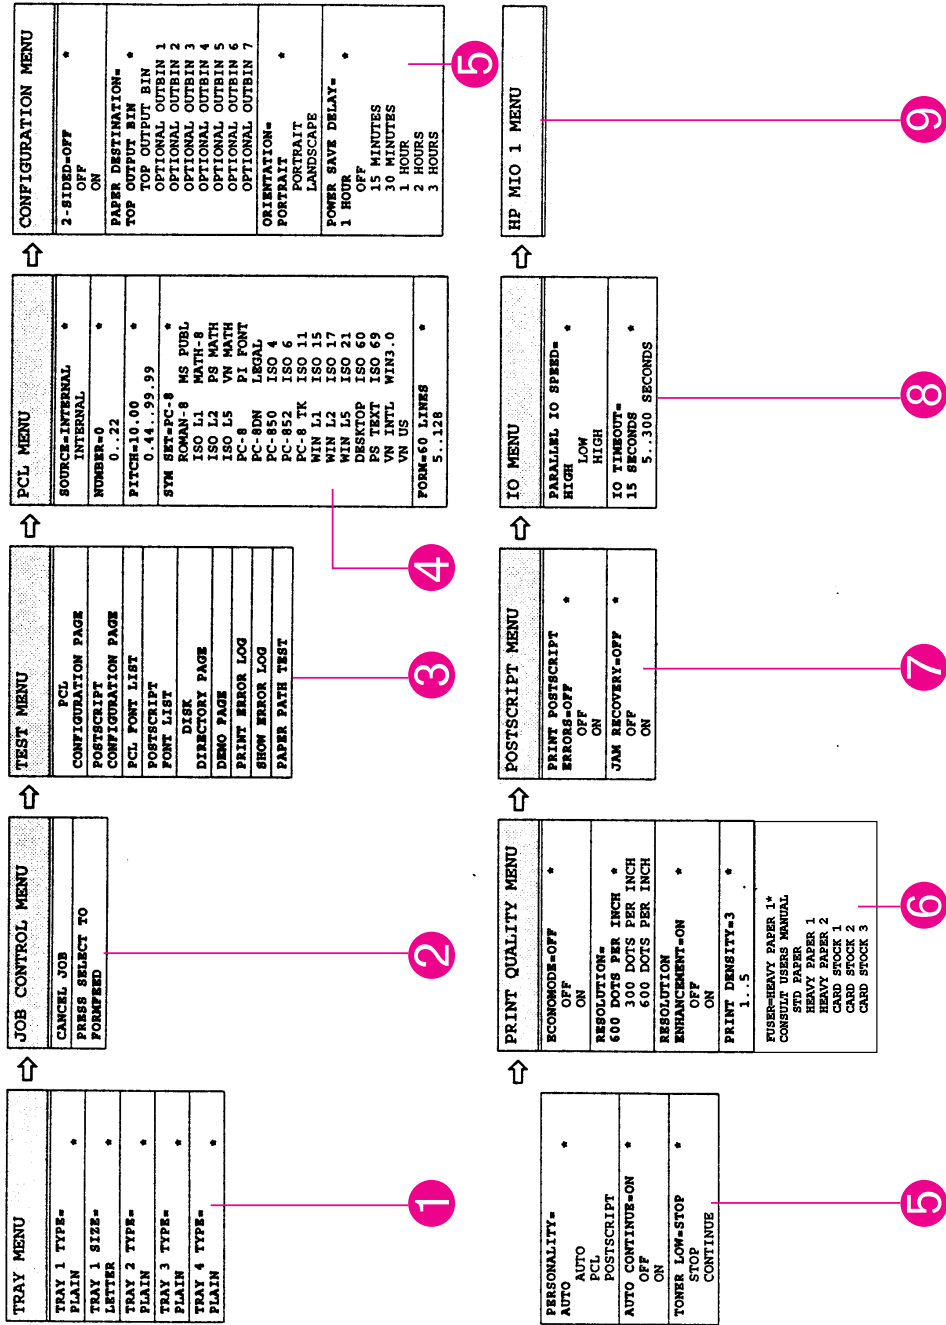 TRAY MENU
TRAY 1 TYPE=
PLAIN *
TRAY 1 SIZE=
LETTER *
TRAY 2 TYPE=
PLAIN *
TRAY 3 TYPE=
PLAIN *
TRAY 4 TYPE=
PLAIN *
1
JOB CONTROL MENU
CANCEL JOB
PRESS SELECT TO
FORMFEED
2
TEST MENU
PCL
CONFIGURATION PAGE
POSTSCRIPT
CONFIGURATION PAGE
PCL FONT LIST
POSTSCRIPT
FONT LIST
DISK
DIRECTORY PAGE
DEMO PAGE
PRINT ERROR LOG
SHOW ERROR LOG
PAPER PATH TEST
3
PCL MENU
SOURCE=INTERNAL *
INTERNAL
NUMBER=0 *
0..22
PITCH=10.00 *
0.44..99.99
SYM SET=PC-8 *
ROMAN-8 MS PUBL
ISO L1 MATH-8
ISO L2 PS MATH
ISO L5 VN MATH
PC-8 PI FONT
PC-8DN LEGAL
PC-850 ISO 4
PC-852 ISO 6
PC-8 TK ISO 11
WIN L1 ISO 15
WIN L2 ISO 17
WIN L5 ISO 21
DESKTOP ISO 60
PS TEXT ISO 69
VN INTL WIN3.0
VN US
FORM=60 LINES *
5..128
4
CONFIGURATION MENU
2-SIDED=OFF *
OFF
ON
PAPER DESTINATION=
TOP OUTPUT BIN *
TOP OUTPUT BIN
OPTIONAL OUTBIN 1
OPTIONAL OUTBIN 2
OPTIONAL OUTBIN 3
OPTIONAL OUTBIN 4
OPTIONAL OUTBIN 5
OPTIONAL OUTBIN 6
OPTIONAL OUTBIN 7
ORIENTATION=
PORTRAIT *
PORTRAIT
LANDSCAPE
POWER SAVE DELAY=
1 HOUR *
OFF
15 MINUTES
30 MINUTES
1 HOUR
2 HOURS
3 HOURS
5
PERSONALITY=
AUTO *
AUTO
PCL
POSTSCRIPT
AUTO CONTINUE=ON *
OFF
ON
TONER LOW=STOP *
STOP
CONTINUE
5
PRINT QUALITY MENU
ECONOMODE=OFF *
OFF
ON
RESOLUTION=
600 DOTS PER INCH *
300 DOTS PER INCH
600 DOTS PER INCH
RESOLUTION
ENHANCEMENT=ON *
OFF
ON
PRINT DENSITY=3 *
1..5
FUSER=HEAVY PAPER 1*
CONSULT USERS MANUAL
STD PAPER
HEAVY PAPER 1
HEAVY PAPER 2
CARD STOCK 1
CARD STOCK 2
CARD STOCK 3
6
POSTSCRIPT MENU
PRINT POSTSCRIPT
ERRORS=OFF *
OFF
ON
JAM RECOVERY=OFF *
OFF
ON
7
IO MENU
PARALLEL IO SPEED=
HIGH *
LOW
HIGH
IO TIMEOUT=
15 SECONDS *
5..300 SECONDS
8
HP MIO 1 MENU
9